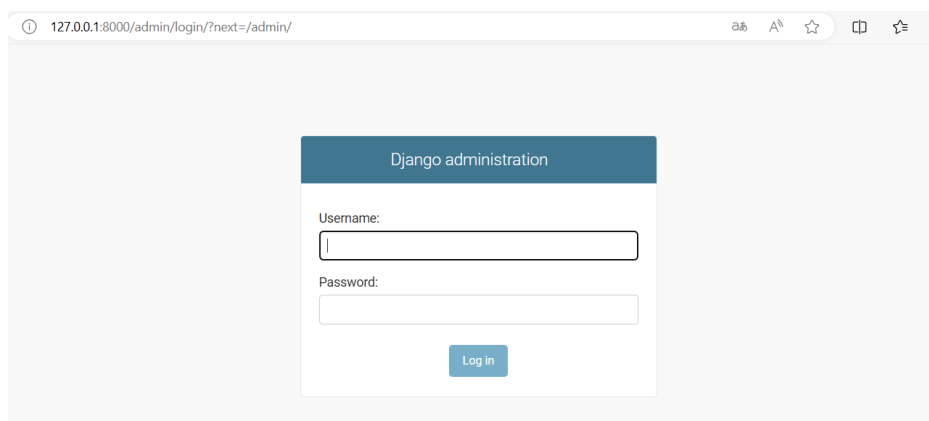 127.0.0.1:8000/admin/login/?next=/admin/
Django administration
Username:
Password:
Log in